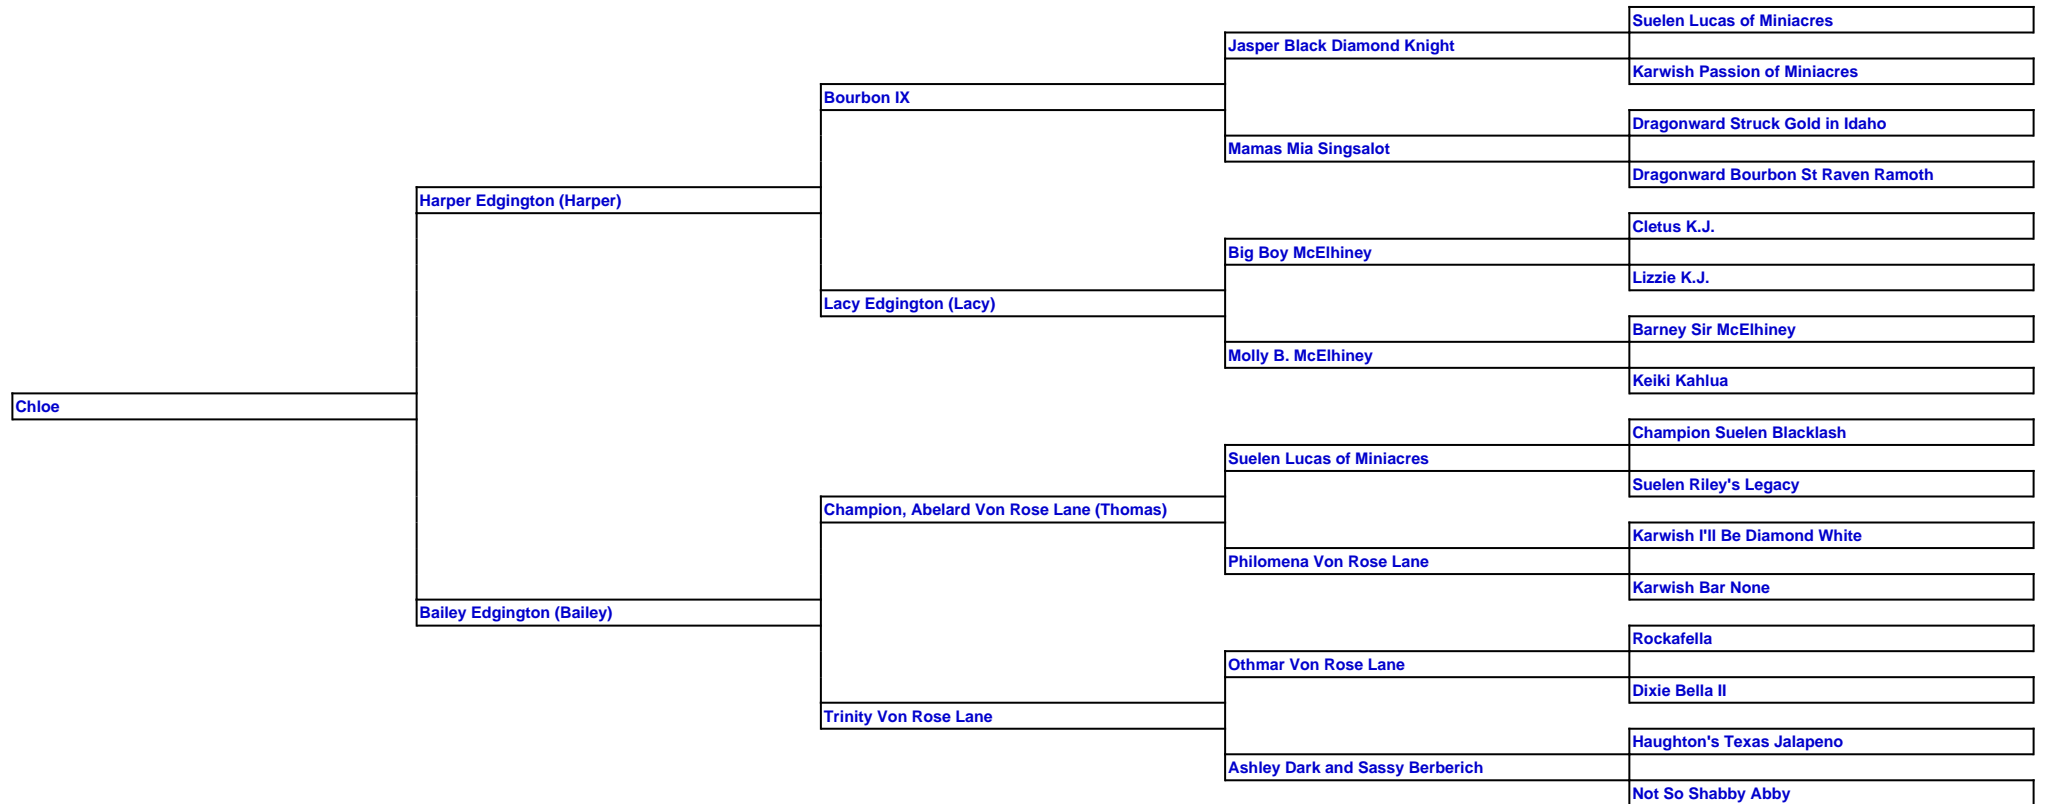 Suelen Lucas of Miniacres
Jasper Black Diamond Knight
Karwish Passion of Miniacres
Bourbon IX
Dragonward Struck Gold in Idaho
Mamas Mia Singsalot
Dragonward Bourbon St Raven Ramoth
Harper Edgington (Harper)
Cletus K.J.
Big Boy McElhiney
Lizzie K.J.
Lacy Edgington (Lacy)
Barney Sir McElhiney
Molly B. McElhiney
Keiki Kahlua
Chloe
Champion Suelen Blacklash
Suelen Lucas of Miniacres
Suelen Riley's Legacy
Champion, Abelard Von Rose Lane (Thomas)
Karwish I'll Be Diamond White
Philomena Von Rose Lane
Karwish Bar None
Bailey Edgington (Bailey)
Rockafella
Othmar Von Rose Lane
Dixie Bella II
Trinity Von Rose Lane
Haughton's Texas Jalapeno
Ashley Dark and Sassy Berberich
Not So Shabby Abby